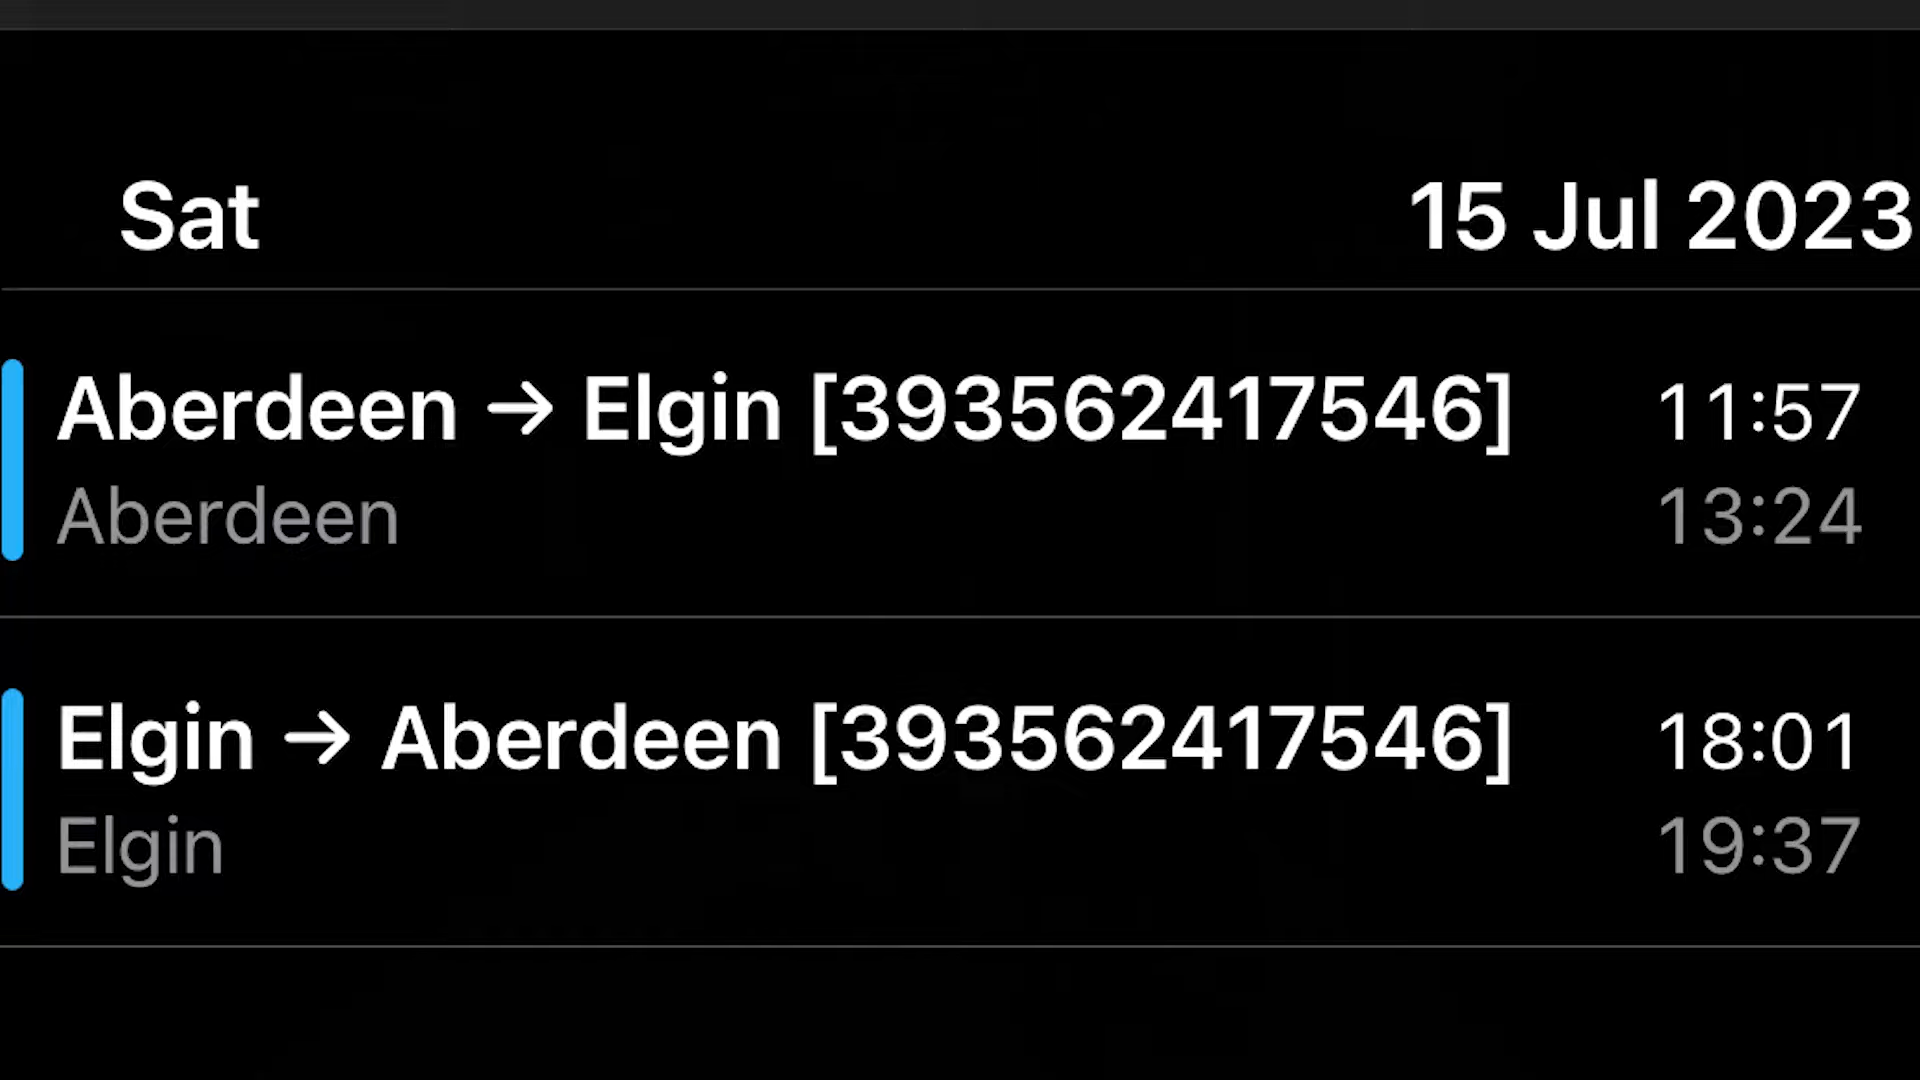 Sat 15 Jul 2023
Aberdeen → Elgin [393562417546] 11:57
Aberdeen 13:24
Elgin → Aberdeen [393562417546] 18:01
Elgin 19:37